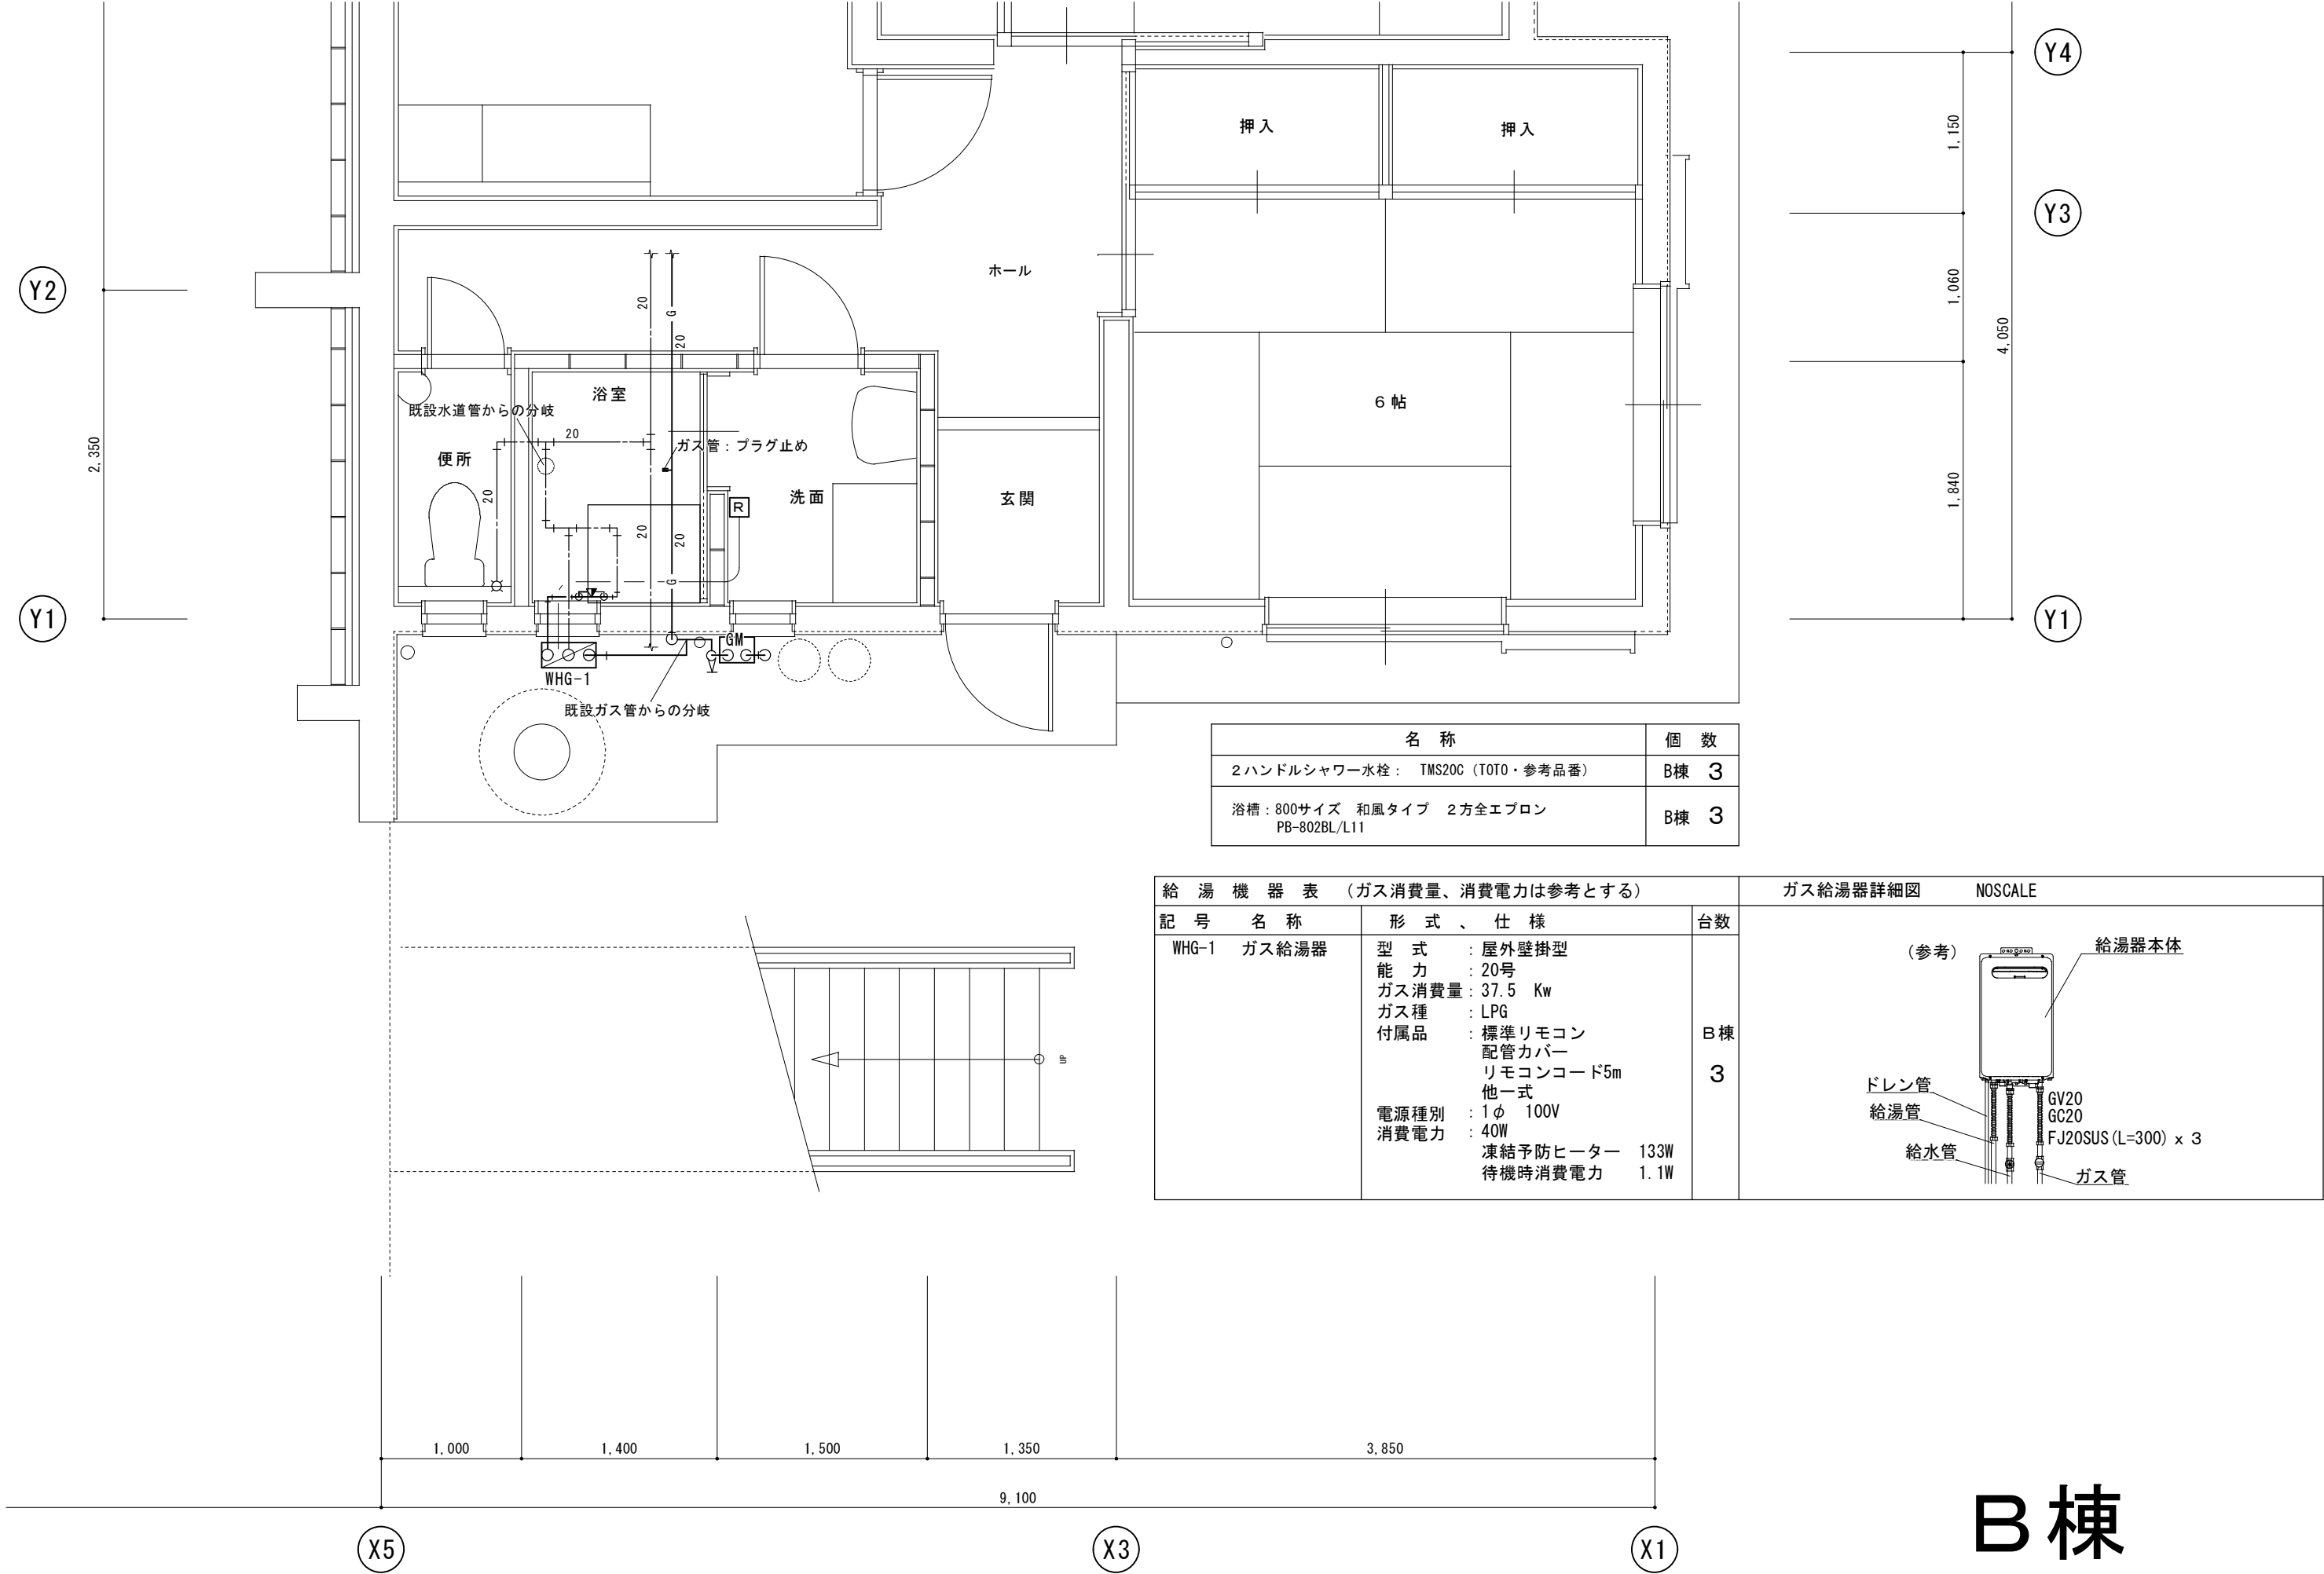 Y4
押入
押入
1,150
Y3
ホール
Y2
20
G
20
1,060
4,050
浴室
6帖
既設水道管からの分岐
20
ガス管：プラグ止め
2,350
便所
洗面
玄関
20
R
20
20
1,840
G
Y1
GM
Y1
WHG-1
既設ガス管からの分岐
名 称 個 数
2ハンドルシャワー水栓： TMS20C（TOTO・参考品番） B棟 3
浴槽：800サイズ 和風タイプ 2方全エプロン B棟 3
PB-802BL/L11
給 湯 機 器 表 （ガス消費量、消費電力は参考とする） ガス給湯器詳細図 NOSCALE
記 号 名 称 形 式 、 仕 様 台数
WHG-1 ガス給湯器 型 式 ：屋外壁掛型
能 力 ：20号
ガス消費量：37.5 Kw
ガス種 ：LPG
付属品 ：標準リモコン B棟
配管カバー
リモコンコード5m 3
他一式
電源種別 ：1φ 100V
消費電力 ：40W
凍結予防ヒーター 133W
待機時消費電力 1.1W
（参考）
給湯器本体
ドレン管
給湯管
給水管
GV20
GC20
FJ20SUS(L=300) x 3
ガス管
UP
1,000 1,400 1,500 1,350 3,850
9,100
X5 X3 X1
B棟